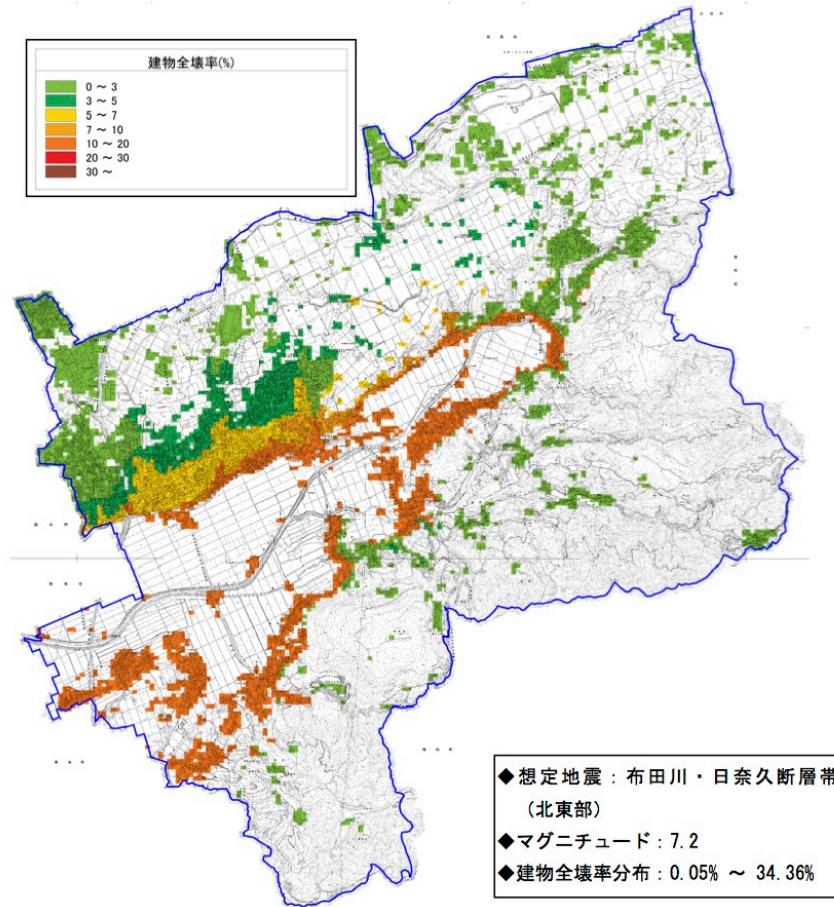 建物全壊率(%)
0 ～ 3
3 ～ 5
5 ～ 7
7 ～ 10
10 ～ 20
20 ～ 30
30 ～
◆想定地震：布田川・日奈久断層帯
（北東部）
◆マグニチュード：7.2
◆建物全壊率分布：0.05% ～ 34.36%